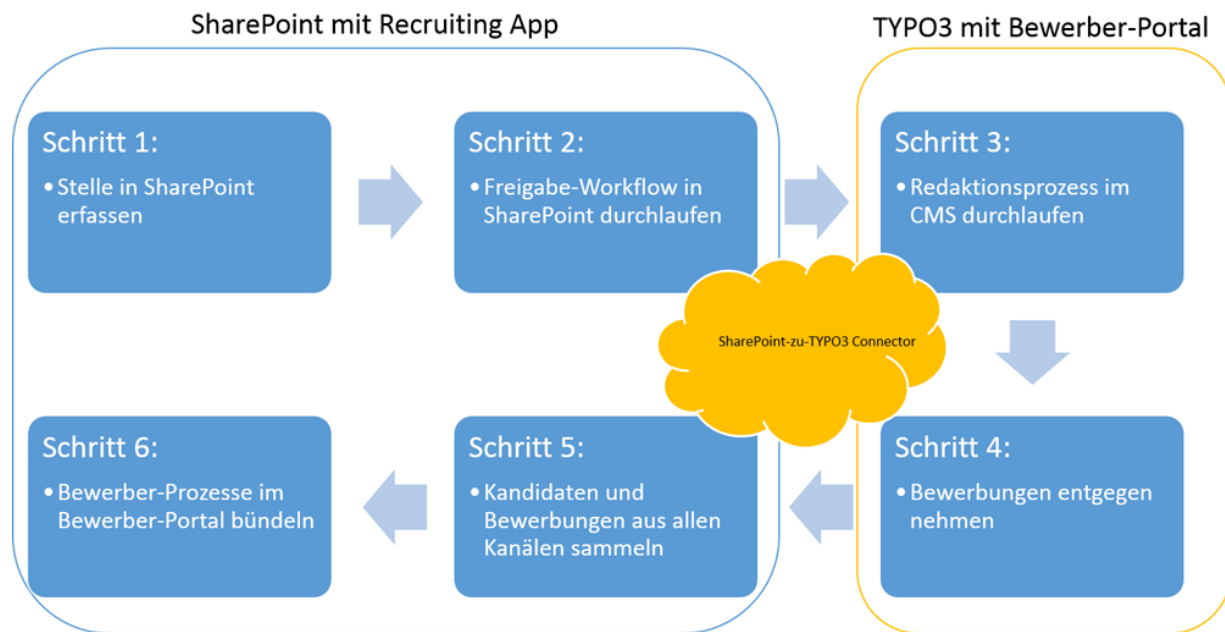 SharePoint mit Recruiting App
TYPO3 mit Bewerber-Portal
Schritt 1:
• Stelle in SharePoint
erfassen
Schritt 2:
• Freigabe-Workflow in
SharePoint durchlaufen
Schritt 3:
• Redaktionsprozess im
CMS durchlaufen
SharePoint-zu-TYPO3 Connector
Schritt 6:
• Bewerber-Prozesse im
Bewerber-Portal bündeln
Schritt 5:
• Kandidaten und
Bewerbungen aus allen
Kanälen sammeln
Schritt 4:
• Bewerbungen entgegen
nehmen